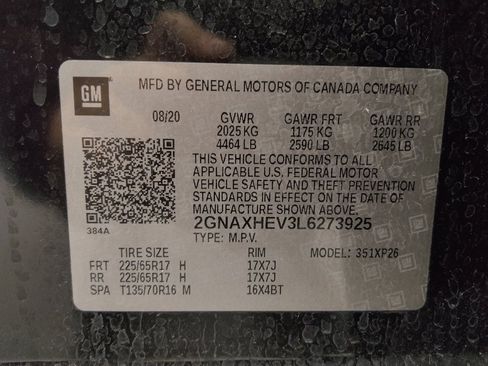 GM
MFD BY GENERAL MOTORS OF CANADA COMPANY
08/20 GVWR GAWR FRT GAWR RR
2025 KG 1175 KG 1200 KG
4464 LB 2590 LB 2645 LB
THIS VEHICLE CONFORMS TO ALL
APPLICABLE U.S. FEDERAL MOTOR
VEHICLE SAFETY AND THEFT PREVENTION
STANDARDS IN EFFECT ON THE DATE OF
MANUFACTURE SHOWN ABOVE.
384A
2GNAXHEV3L6273925
TYPE: M.P.V.
TIRE SIZE RIM 351XP26
FRT 225/65R17 H 17X7J
RR 225/65R17 H 17X7J
SPA T135/70R16 M 16X4BT